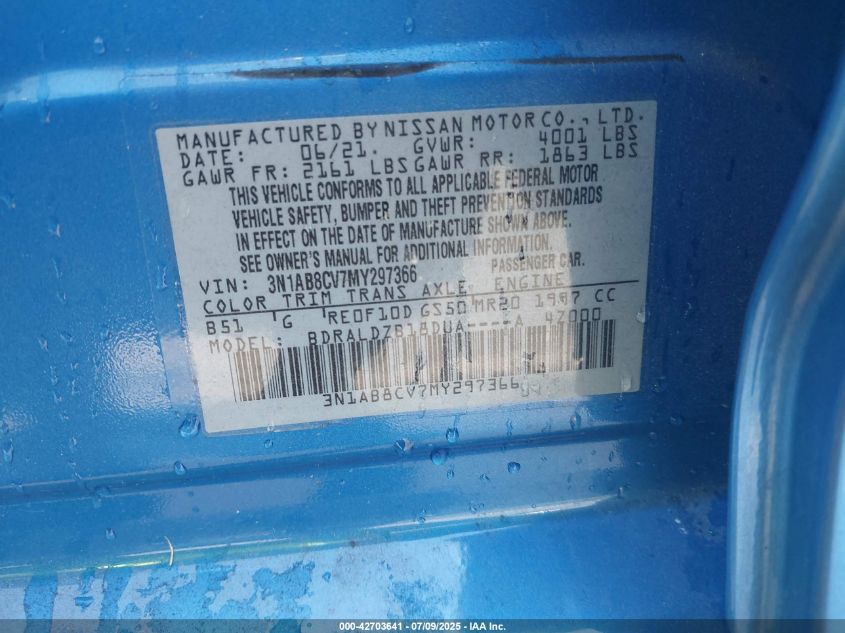 MANUFACTURED BY NISSAN MOTOR CO., LTD.
DATE: 06/21. GVWR: 4001 LBS
GAWR FR: 2161 LBS GAWR RR: 1863 LBS
THIS VEHICLE CONFORMS TO ALL APPLICABLE FEDERAL MOTOR
VEHICLE SAFETY, BUMPER AND THEFT PREVENTION STANDARDS
IN EFFECT ON THE DATE OF MANUFACTURE SHOWN ABOVE.
SEE OWNER'S MANUAL FOR ADDITIONAL INFORMATION.
VIN: 3N1AB8CV7MY297366 PASSENGER CAR.
COLOR TRIM TRANS AXLE ENGINE
B51 G RE0F10D GS50 MR20 1997 CC
MODEL: BDRALDZB18DUA----A 47000
3N1AB8CV7MY297366
000-42703641 / 07/09/2025 - IAA Inc.